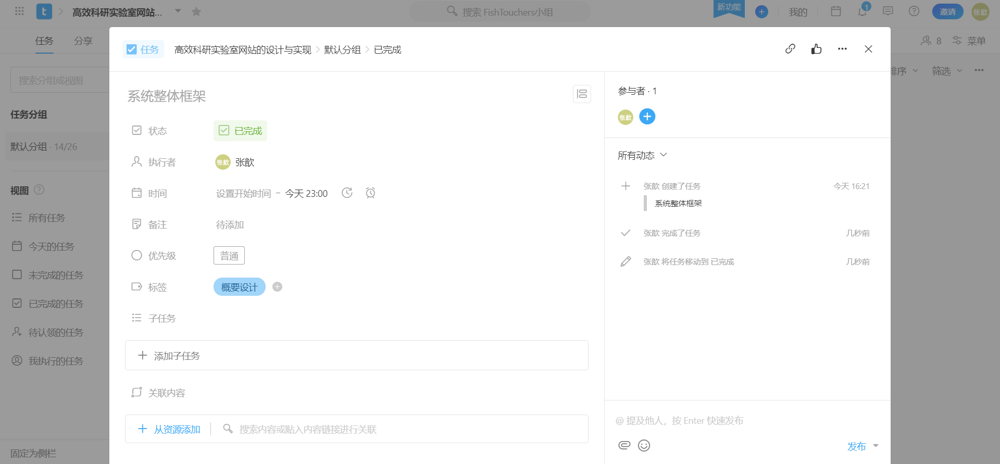 t
高效科研实验室网站...
搜索 FishTouchers小组
新功能
我的
1
邀请
张歆
任务
分享
8
菜单
任务
高效科研实验室网站的设计与实现
默认分组
已完成
搜索分组或视图
排序
筛选
任务分组
默认分组 · 14/26
视图
所有任务
今天的任务
未完成的任务
已完成的任务
待认领的任务
我执行的任务
固定为侧栏
系统整体框架
状态
已完成
执行者
张歆
张歆
时间
设置开始时间 – 今天 23:00
备注
待添加
优先级
普通
标签
概要设计
子任务
添加子任务
关联内容
从资源添加
搜索内容或贴入内容链接进行关联
参与者 · 1
张歆
所有动态
张歆 创建了任务
今天 16:21
系统整体框架
张歆 完成了任务
几秒前
张歆 将任务移动到 已完成
几秒前
@ 提及他人，按 Enter 快速发布
发布